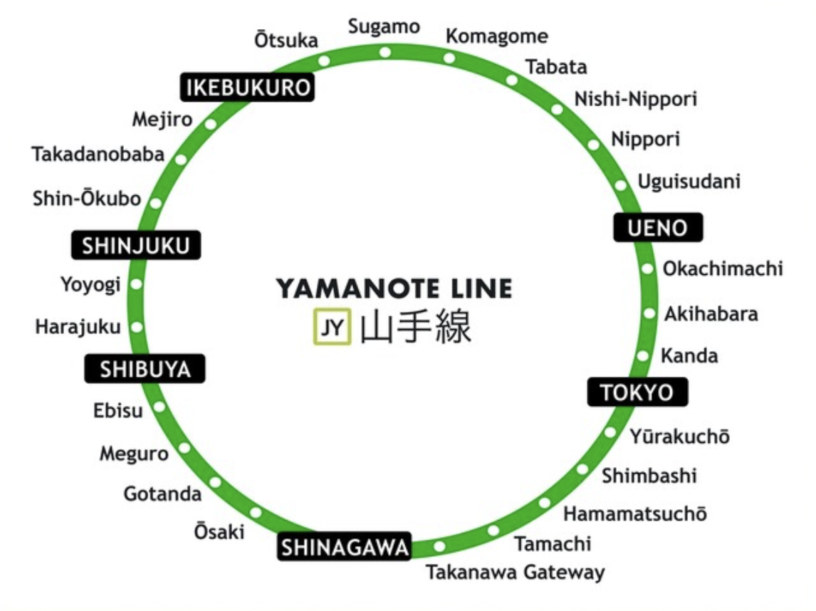 Sugamo
Ōtsuka
Komagome
Tabata
IKEBUKURO
Nishi-Nippori
Mejiro
Nippori
Takadanobaba
Uguisudani
Shin-Ōkubo
UENO
SHINJUKU
Okachimachi
Yoyogi
YAMANOTE LINE
JY 山手線
Akihabara
Harajuku
Kanda
SHIBUYA
TOKYO
Ebisu
Yūrakuchō
Meguro
Shimbashi
Gotanda
Hamamatsuchō
Ōsaki
Tamachi
SHINAGAWA
Takanawa Gateway